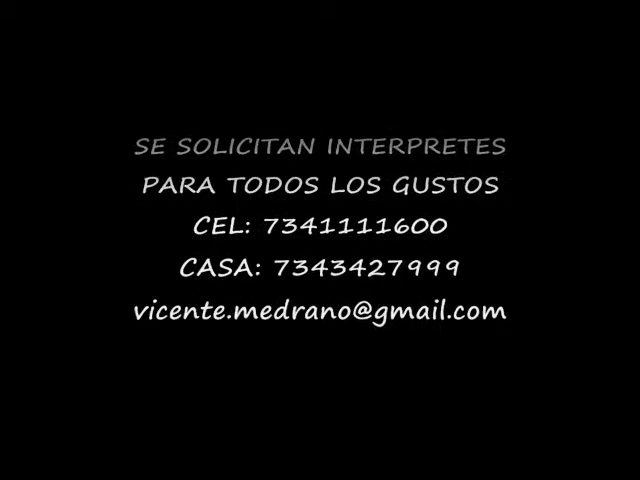 SE SOLICITAN INTERPRETES
PARA TODOS LOS GUSTOS
CEL: 7341111600
CASA: 7343427999
vicente.medrano@gmail.com